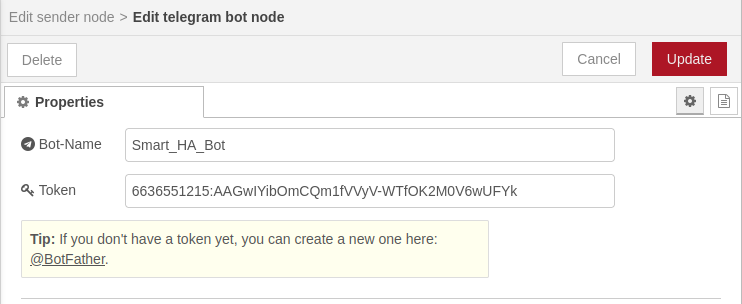 Edit sender node > Edit telegram bot node
Delete
Cancel
Update
Properties
Bot-Name
Smart_HA_Bot
Token
6636551215:AAGwIYibOmCQm1fVVyV-WTfOK2M0V6wUFYk
Tip: If you don't have a token yet, you can create a new one here:
@BotFather.